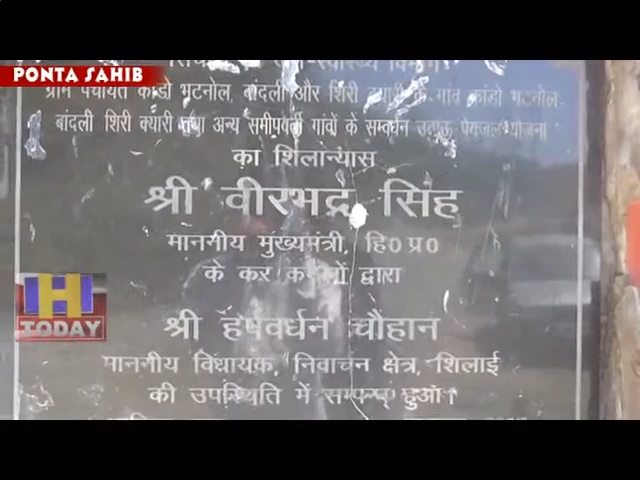 PONTA SAHIB
ग्राम पंचायत कांडो भटनोल, बांदली और शिरी क्यारी के गांव कांडो भटनोल
बांदली शिरी क्यारी तथा अन्य समीपवर्ती गांवों के सम्वर्धन उठाऊ पेयजल योजना
का शिलान्यास
श्री वीरभद्र सिंह
माननीय मुख्यमंत्री, हि0 प्र0
के कर कमलों द्वारा
H
TODAY
श्री हर्षवर्धन चौहान
माननीय विधायक, निर्वाचन क्षेत्र, शिलाई
की उपस्थिति में सम्पन्न हुआ।